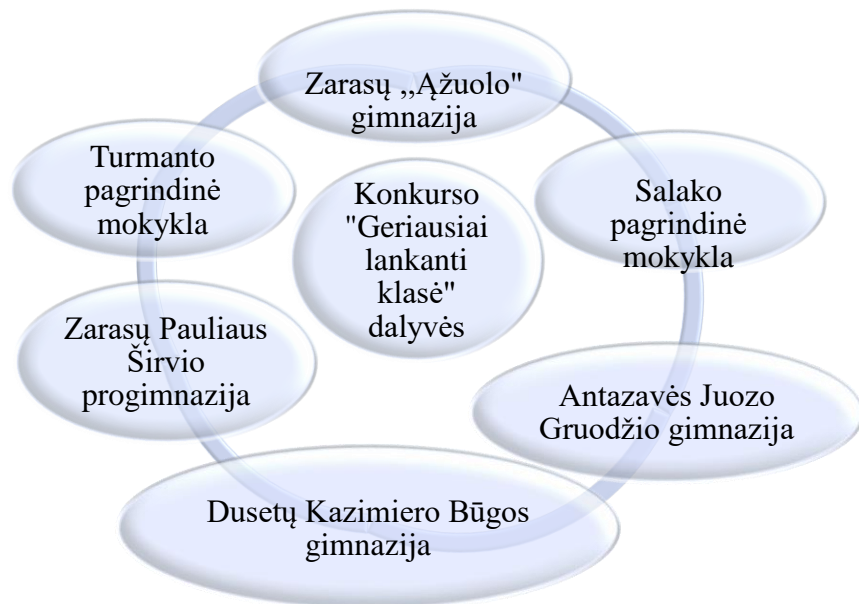 Zarasų ,,Ąžuolo"
gimnazija
Turmanto
pagrindinė
mokykla
Konkurso
"Geriausiai
lankanti
klasė"
dalyvės
Salako
pagrindinė
mokykla
Zarasų Pauliaus
Širvio
progimnazija
Antazavės Juozo
Gruodžio gimnazija
Dusetų Kazimiero Būgos
gimnazija